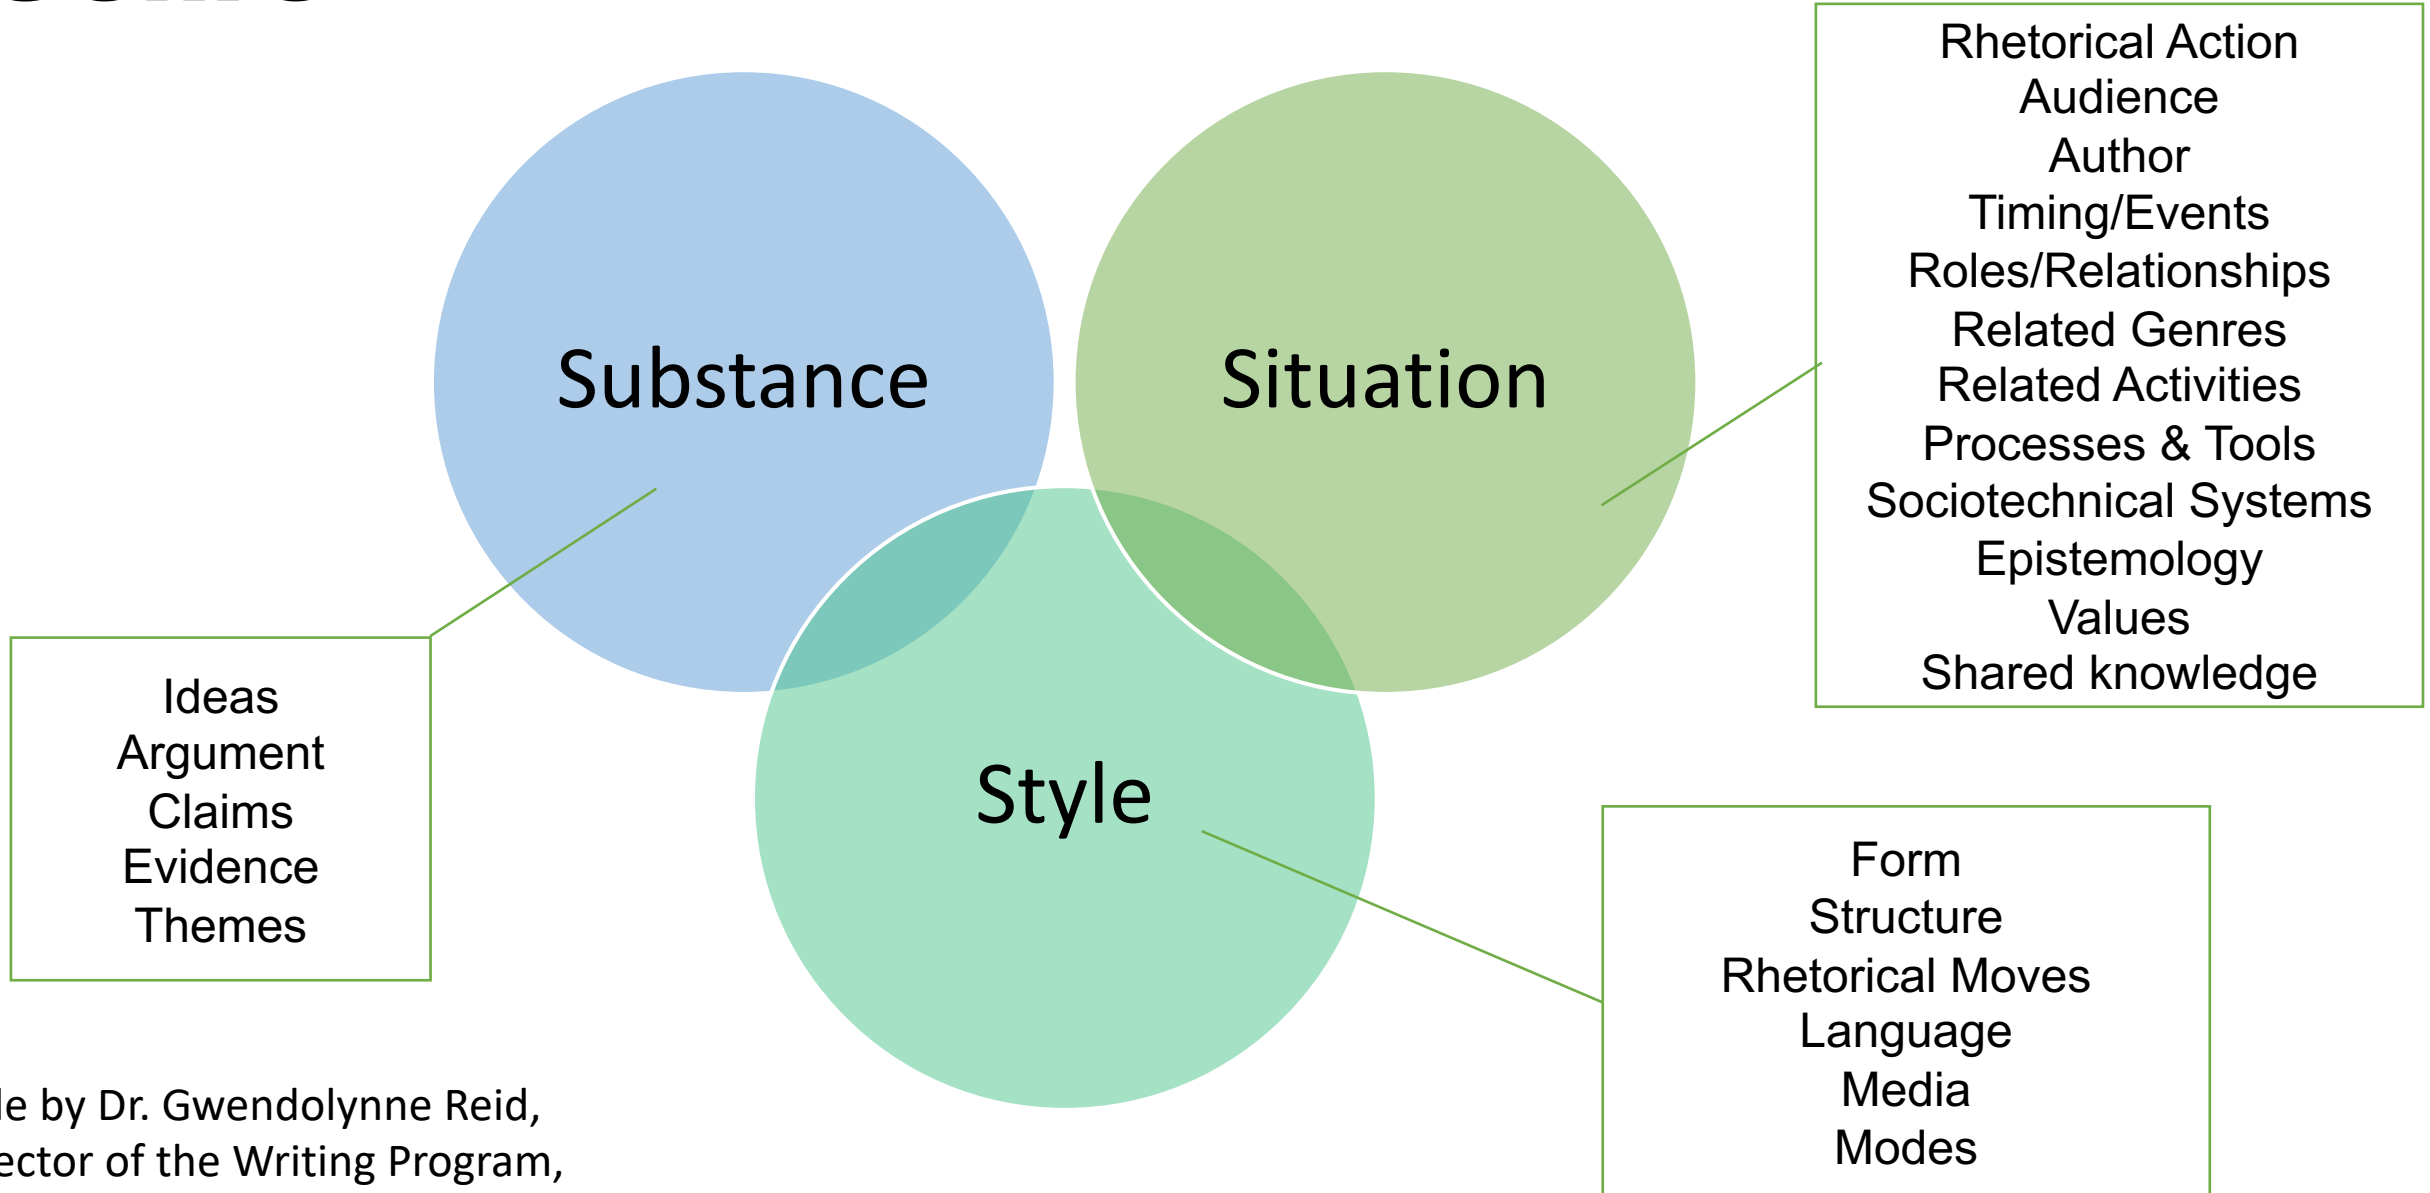 Substance
Situation
Style
Rhetorical Action
Audience
Author
Timing/Events
Roles/Relationships
Related Genres
Related Activities
Processes & Tools
Sociotechnical Systems
Epistemology
Values
Shared knowledge
Ideas
Argument
Claims
Evidence
Themes
Form
Structure
Rhetorical Moves
Language
Media
Modes
by Dr. Gwendolynne Reid,
of the Writing Program,